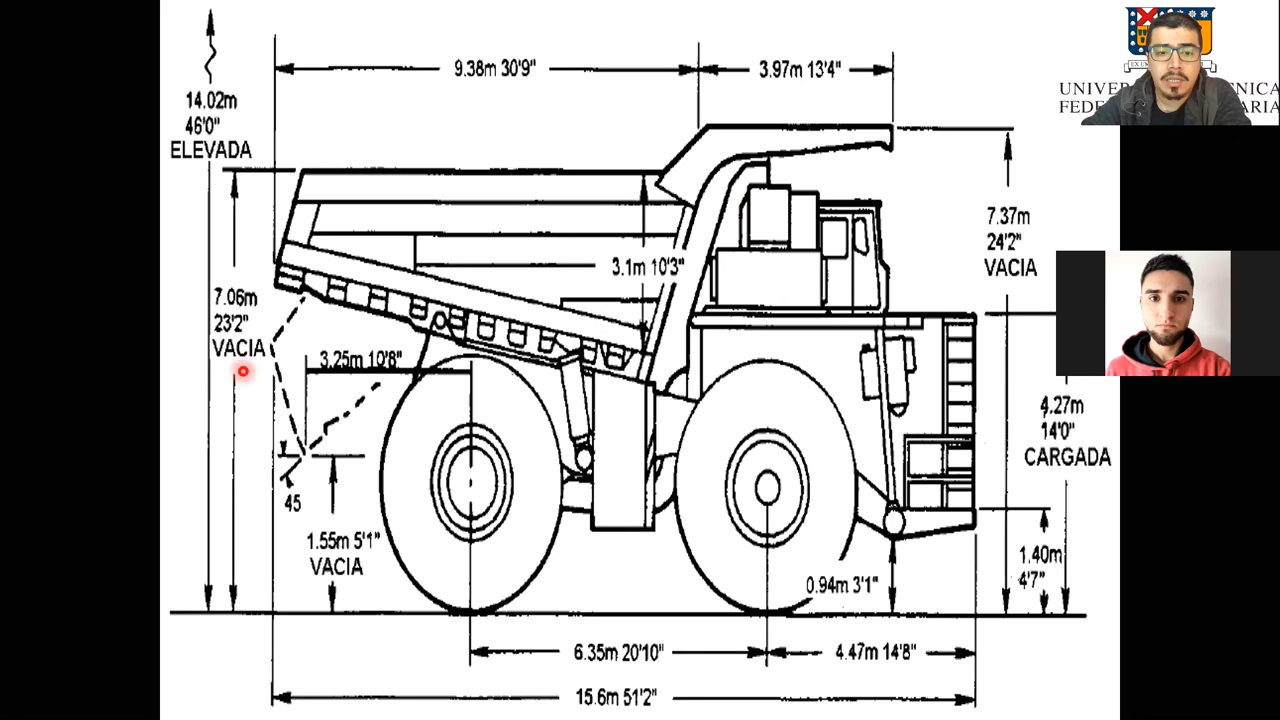 9.38m 30'9"
3.97m 13'4"
14.02m
46'0"
ELEVADA
7.37m
24'2"
VACIA
3.1m 10'3"
7.06m
23'2"
VACIA
3.25m 10'8"
4.27m
14'0"
CARGADA
45
1.55m 5'1"
VACIA
0.94m 3'1"
1.40m
4'7"
6.35m 20'10"
4.47m 14'8"
15.6m 51'2"